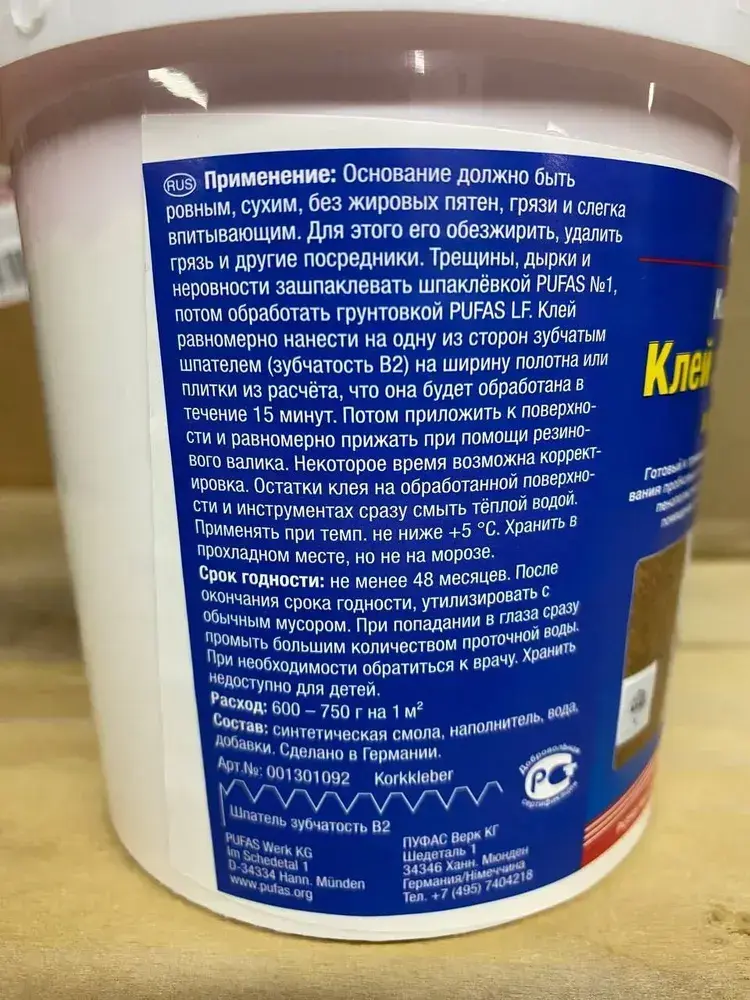 RUS Применение: Основание должно быть
ровным, сухим, без жировых пятен, грязи и слегка
впитывающим. Для этого его обезжирить, удалить
грязь и другие посредники. Трещины, дырки и
неровности зашпаклевать шпаклёвкой PUFAS №1,
потом обработать грунтовкой PUFAS LF. Клей
равномерно нанести на одну из сторон зубчатым
шпателем (зубчатость B2) на ширину полотна или
плитки из расчёта, что она будет обработана в
течение 15 минут. Потом приложить к поверхно-
сти и равномерно прижать при помощи резино-
вого валика. Некоторое время возможна коррект-
ировка. Остатки клея на обработанной поверхно-
сти и инструментах сразу смыть тёплой водой.
Применять при темп. не ниже +5 °C. Хранить в
прохладном месте, но не на морозе.
Срок годности: не менее 48 месяцев. После
окончания срока годности, утилизировать с
обычным мусором. При попадании в глаза сразу
промыть большим количеством проточной воды.
При необходимости обратиться к врачу. Хранить
недоступно для детей.
Расход: 600 – 750 г на 1 м²
Состав: синтетическая смола, наполнитель, вода,
добавки. Сделано в Германии.
Арт.№: 001301092 Korkkleber
Добровольная
РСТ
сертификация
Шпатель зубчатость B2
PUFAS Werk KG
Im Schedetal 1
D-34334 Hann. Münden
www.pufas.org
ПУФАС Верк КГ
Шедеталь 1
34346 Ханн. Мюнден
Германия/Німеччина
Тел. +7 (495) 7404218
Клей